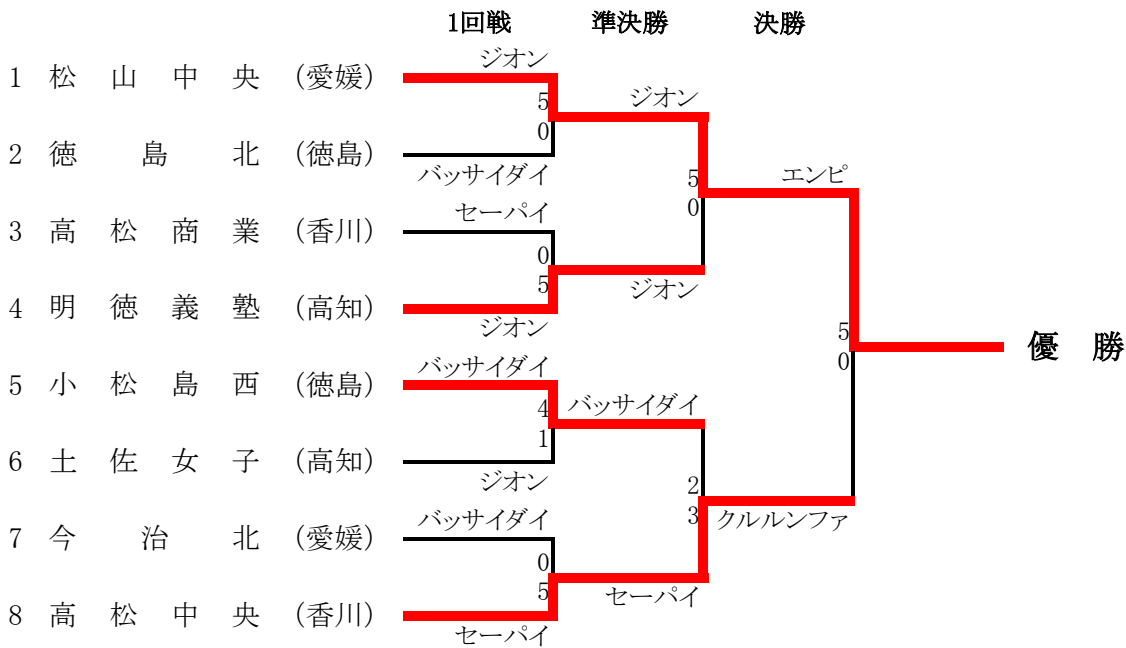 1回戦 準決勝 決勝
ジオン
1 松山中央 (愛媛)
5
ジオン
0
2 徳島北 (徳島)
バッサイダイ
5
エンピ
0
セーパイ
3 高松商業 (香川)
0
5
ジオン
4 明徳義塾 (高知)
ジオン
5
優勝
0
バッサイダイ
5 小松島西 (徳島)
4
バッサイダイ
1
6 土佐女子 (高知)
ジオン
2
3
クルルンファ
バッサイダイ
7 今治北 (愛媛)
0
5
セーパイ
8 高松中央 (香川)
セーパイ